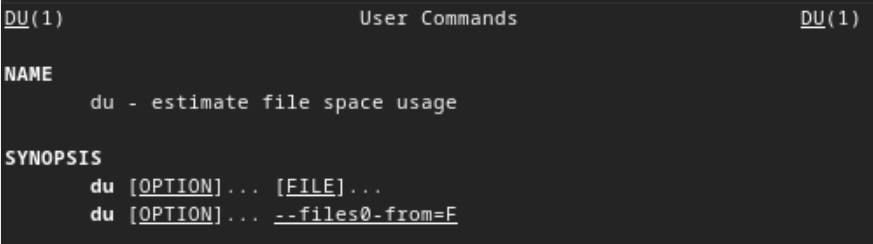 DU(1) User Commands DU(1)
NAME
du - estimate file space usage
SYNOPSIS
du [OPTION]... [FILE]...
du [OPTION]... --files0-from=F